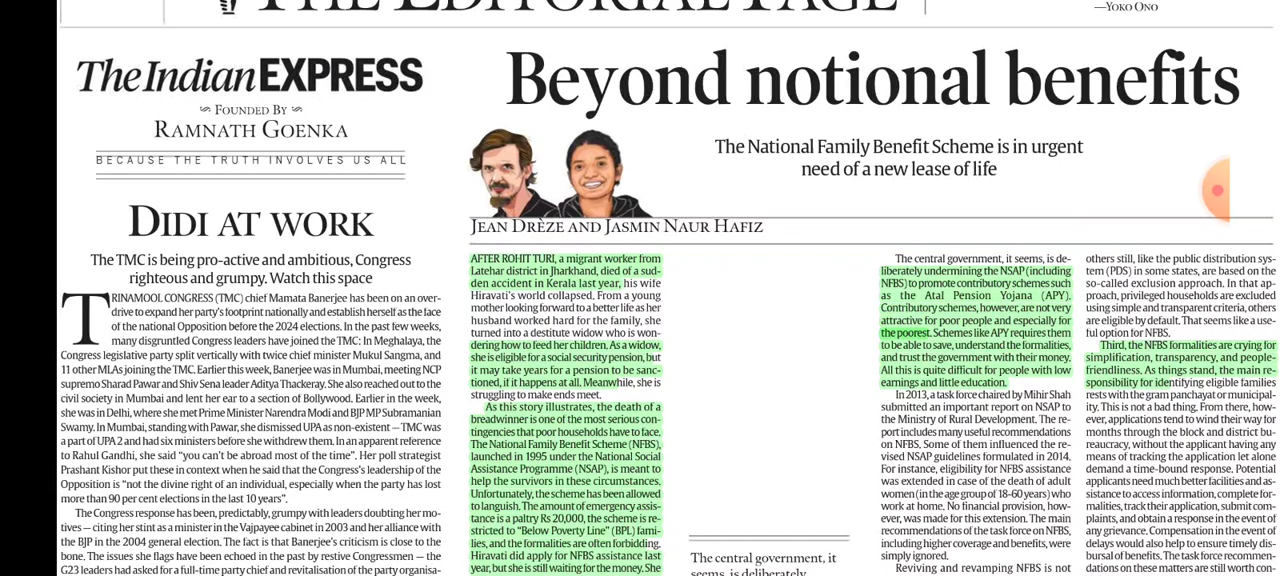 THE EDITORIAL PAGE
—YOKO ONO
The Indian EXPRESS
FOUNDED BY
RAMNATH GOENKA
BECAUSE THE TRUTH INVOLVES US ALL
DIDI AT WORK
The TMC is being pro-active and ambitious, Congress
righteous and grumpy. Watch this space
TRINAMOOL CONGRESS (TMC) chief Mamata Banerjee has been on an over-
drive to expand her party's footprint nationally and establish herself as the face
of the national Opposition before the 2024 elections. In the past few weeks,
many disgruntled Congress leaders have joined the TMC: In Meghalaya, the
Congress legislative party split vertically with twice chief minister Mukul Sangma, and
11 other MLAs joining the TMC. Earlier this week, Banerjee was in Mumbai, meeting NCP
supremo Sharad Pawar and Shiv Sena leader Aditya Thackeray. She also reached out to the
civil society in Mumbai and lent her ear to a section of Bollywood. Earlier in the week,
she was in Delhi, where she met Prime Minister Narendra Modi and BJP MP Subramanian
Swamy. In Mumbai, standing with Pawar, she dismissed UPA as non-existent — TMC was
a part of UPA 2 and had six ministers before she withdrew them. In an apparent reference
to Rahul Gandhi, she said "you can't be abroad most of the time". Her poll strategist
Prashant Kishor put these in context when he said that the Congress's leadership of the
Opposition is "not the divine right of an individual, especially when the party has lost
more than 90 per cent elections in the last 10 years".
The Congress response has been, predictably, grumpy with leaders doubting her mo-
tives — citing her stint as a minister in the Vajpayee cabinet in 2003 and her alliance with
the BJP in the 2004 general election. The fact is that Banerjee's criticism is close to the
bone. The issues she flags have been echoed in the past by restive Congressmen — the
G23 leaders had asked for a full-time party chief and revitalisation of the party organisa-
Beyond notional benefits
The National Family Benefit Scheme is in urgent
need of a new lease of life
JEAN DRÈZE AND JASMIN NAUR HAFIZ
AFTER ROHIT TURI, a migrant worker from
Latehar district in Jharkhand, died of a sud-
den accident in Kerala last year, his wife
Hiravati's world collapsed. From a young
mother looking forward to a better life as her
husband worked hard for the family, she
turned into a destitute widow who is won-
dering how to feed her children. As a widow,
she is eligible for a social security pension, but
it may take years for a pension to be sanc-
tioned, if it happens at all. Meanwhile, she is
struggling to make ends meet.
As this story illustrates, the death of a
breadwinner is one of the most serious con-
tingencies that poor households have to face.
The National Family Benefit Scheme (NFBS),
launched in 1995 under the National Social
Assistance Programme (NSAP), is meant to
help the survivors in these circumstances.
Unfortunately, the scheme has been allowed
to languish. The amount of emergency assis-
tance is a paltry Rs 20,000, the scheme is re-
stricted to "Below Poverty Line" (BPL) fami-
lies, and the formalities are often forbidding.
Hiravati did apply for NFBS assistance last
year, but she is still waiting for the money. She
The central government, it
seems, is deliberately
The central government, it seems, is de-
liberately undermining the NSAP (including
NFBS) to promote contributory schemes such
as the Atal Pension Yojana (APY).
Contributory schemes, however, are not very
attractive for poor people and especially for
the poorest. Schemes like APY requires them
to be able to save, understand the formalities,
and trust the government with their money.
All this is quite difficult for people with low
earnings and little education.
In 2013, a task force chaired by Mihir Shah
submitted an important report on NSAP to
the Ministry of Rural Development. The re-
port includes many useful recommendations
on NFBS. Some of them influenced the re-
vised NSAP guidelines formulated in 2014.
For instance, eligibility for NFBS assistance
was extended in case of the death of adult
women (in the age group of 18-60 years) who
work at home. No financial provision, how-
ever, was made for this extension. The main
recommendations of the task force on NFBS,
including higher coverage and benefits, were
simply ignored.
Reviving and revamping NFBS is not
others still, like the public distribution sys-
tem (PDS) in some states, are based on the
so-called exclusion approach. In that ap-
proach, privileged households are excluded
using simple and transparent criteria, others
are eligible by default. That seems like a use-
ful option for NFBS.
Third, the NFBS formalities are crying for
simplification, transparency, and people-
friendliness. As things stand, the main re-
sponsibility for identifying eligible families
rests with the gram panchayat or municipal-
ity. This is not a bad thing. From there, how-
ever, applications tend to wind their way for
months through the block and district bu-
reaucracy, without the applicant having any
means of tracking the application let alone
demand a time-bound response. Potential
applicants need much better facilities and as-
sistance to access information, complete for-
malities, track their application, submit com-
plaints, and obtain a response in the event of
any grievance. Compensation in the event of
delays would also help to ensure timely dis-
bursal of benefits. The task force recommen-
dations on these matters are still worth con-